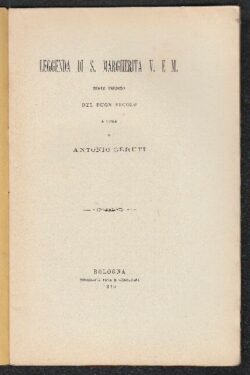 LEGGENDA DI S. MARGHERITA V. E M.
TESTO INEDITO
DEL BUON SECOLO
A CURA
DI
ANTONIO CERUTI
BOLOGNA